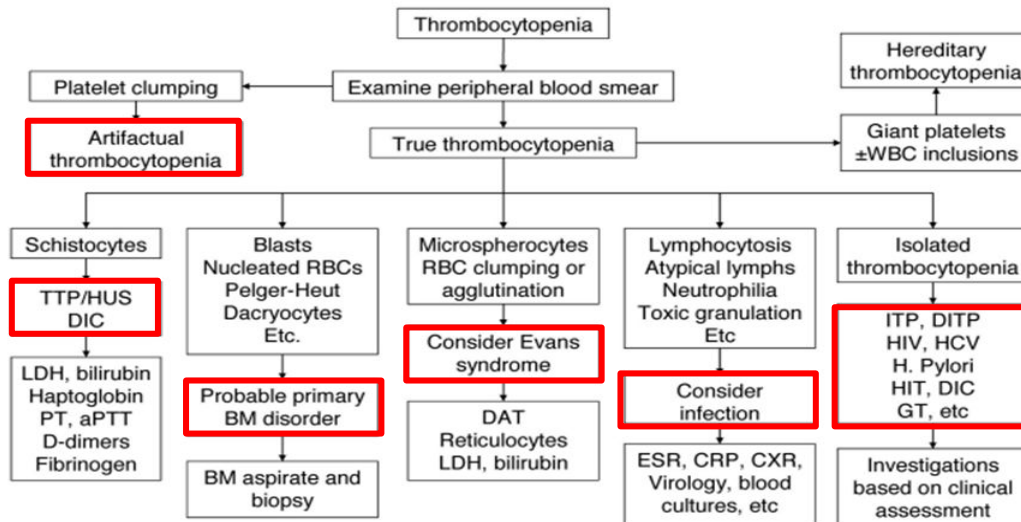 Thrombocytopenia
Hereditary
thrombocytopenia
Platelet clumping
Examine peripheral blood smear
Artifactual
thrombocytopenia
True thrombocytopenia
Giant platelets
±WBC inclusions
Schistocytes
TTP/HUS
DIC
LDH, bilirubin
Haptoglobin
PT, aPTT
D-dimers
Fibrinogen
Blasts
Nucleated RBCs
Pelger-Heut
Dacryocytes
Etc.
Probable primary
BM disorder
BM aspirate and
biopsy
Microspherocytes
RBC clumping or
agglutination
Consider Evans
syndrome
DAT
Reticulocytes
LDH, bilirubin
Lymphocytosis
Atypical lymphs
Neutrophilia
Toxic granulation
Etc
Consider
infection
ESR, CRP, CXR,
Virology, blood
cultures, etc
Isolated
thrombocytopenia
ITP, DITP
HIV, HCV
H. Pylori
HIT, DIC
GT, etc
Investigations
based on clinical
assessment